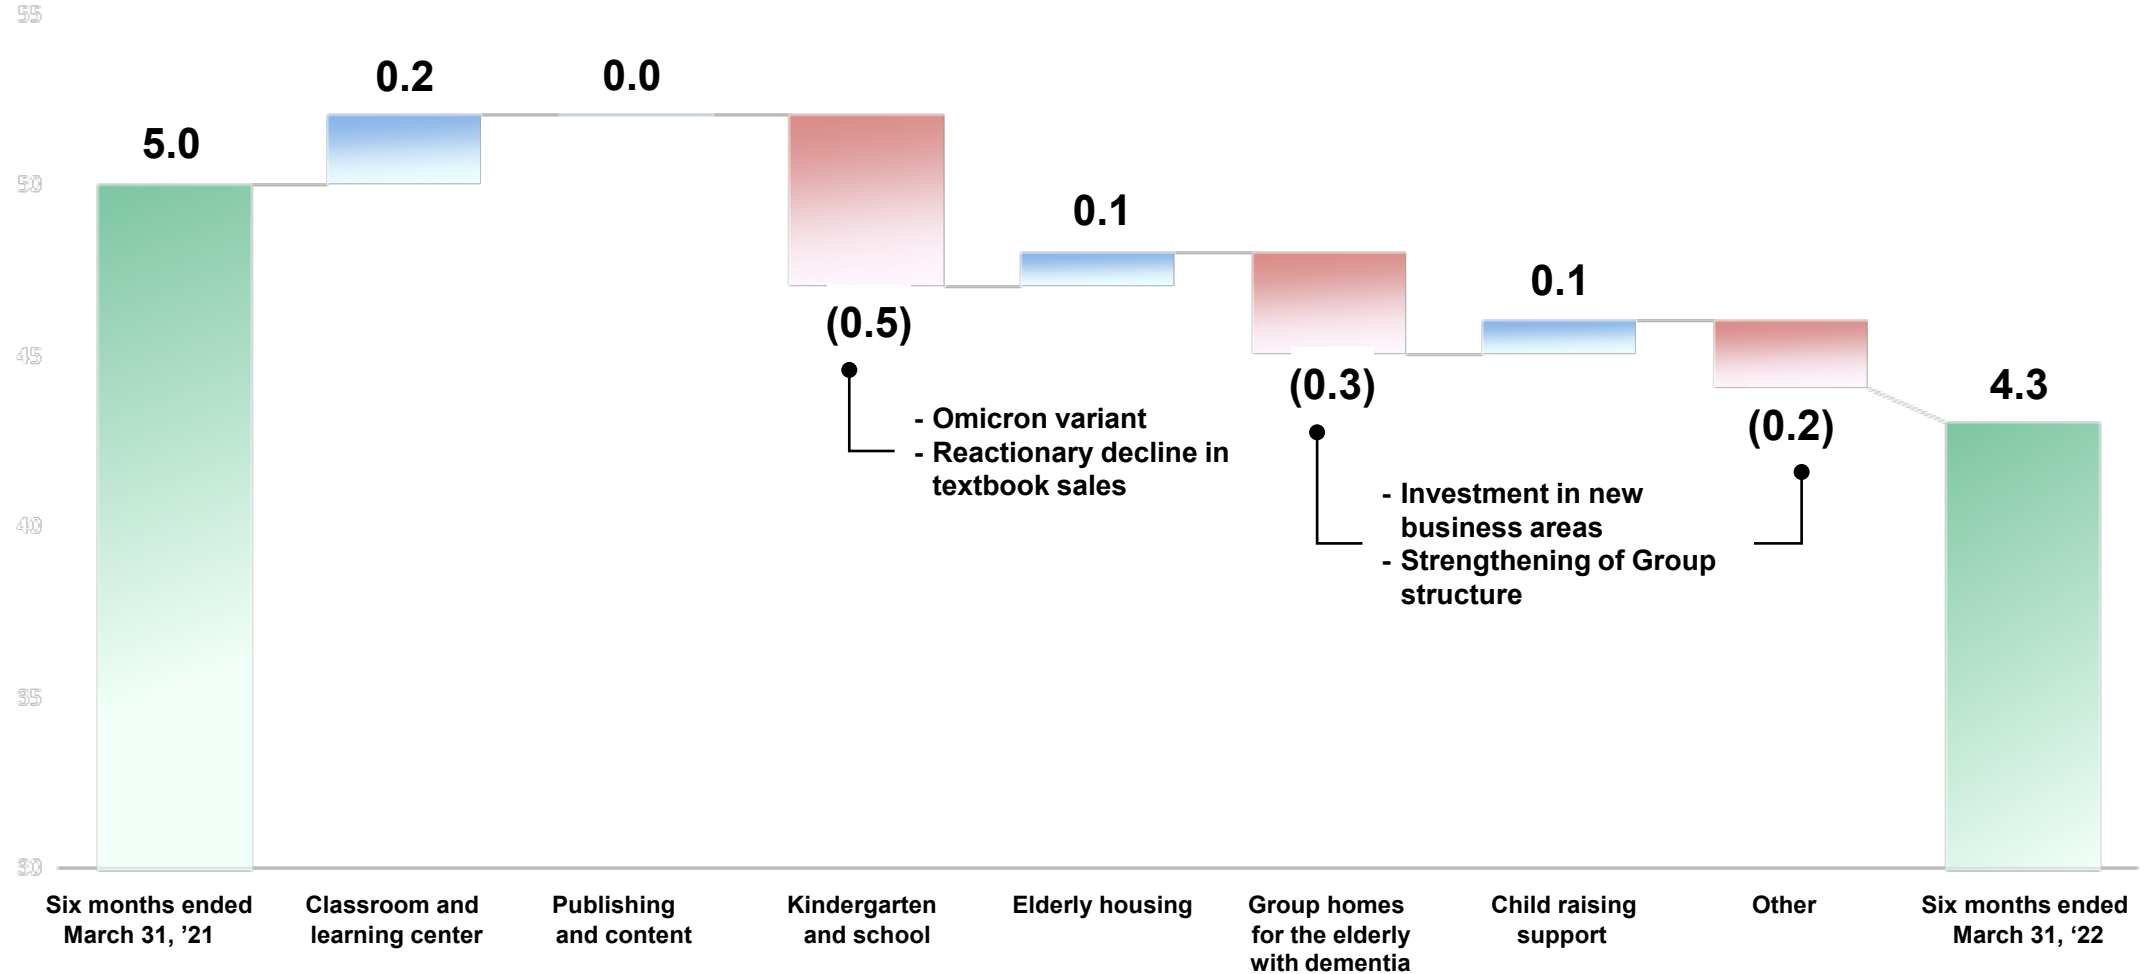 55
0.2
0.0
5.0
50
0.1
0.1
(0.5)
45
(0.3)
4.3
(0.2)
- Omicron variant
- Reactionary decline in
textbook sales
- Investment in new
business areas
- Strengthening of Group
structure
40
35
30
Six months ended
March 31, ’21
Classroom and
learning center
Publishing
and content
Kindergarten
and school
Elderly housing
Group homes
for the elderly
with dementia
Child raising
support
Other
Six months ended
March 31, ‘22